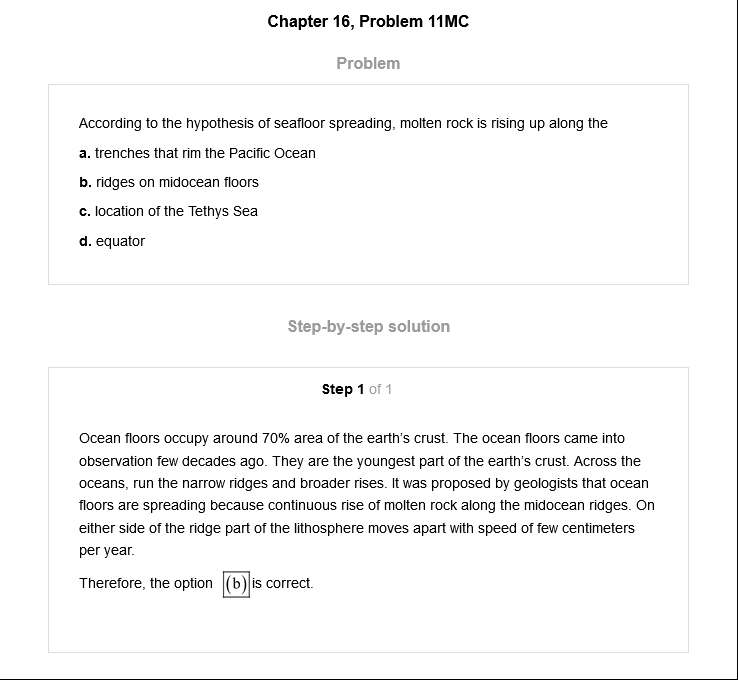 Chapter 16, Problem 11MC
Problem
According to the hypothesis of seafloor spreading, molten rock is rising up along the
a. trenches that rim the Pacific Ocean
b. ridges on midocean floors
c. location of the Tethys Sea
d. equator
Step-by-step solution
Step 1 of 1
Ocean floors occupy around 70% area of the earth's crust. The ocean floors came into
observation few decades ago. They are the youngest part of the earth's crust. Across the
oceans, run the narrow ridges and broader rises. It was proposed by geologists that ocean
floors are spreading because continuous rise of molten rock along the midocean ridges. On
either side of the ridge part of the lithosphere moves apart with speed of few centimeters
per year.
Therefore, the option (b) is correct.